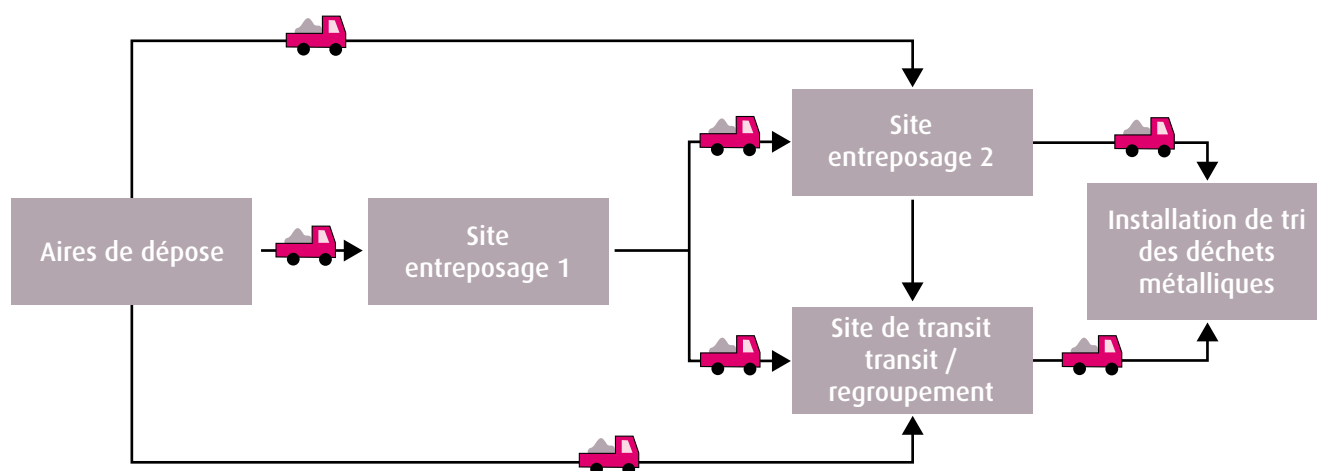 Aires de dépose
Site
entreposage 1
Site
entreposage 2
Site de transit
transit /
regroupement
Installation de tri
des déchets
métalliques